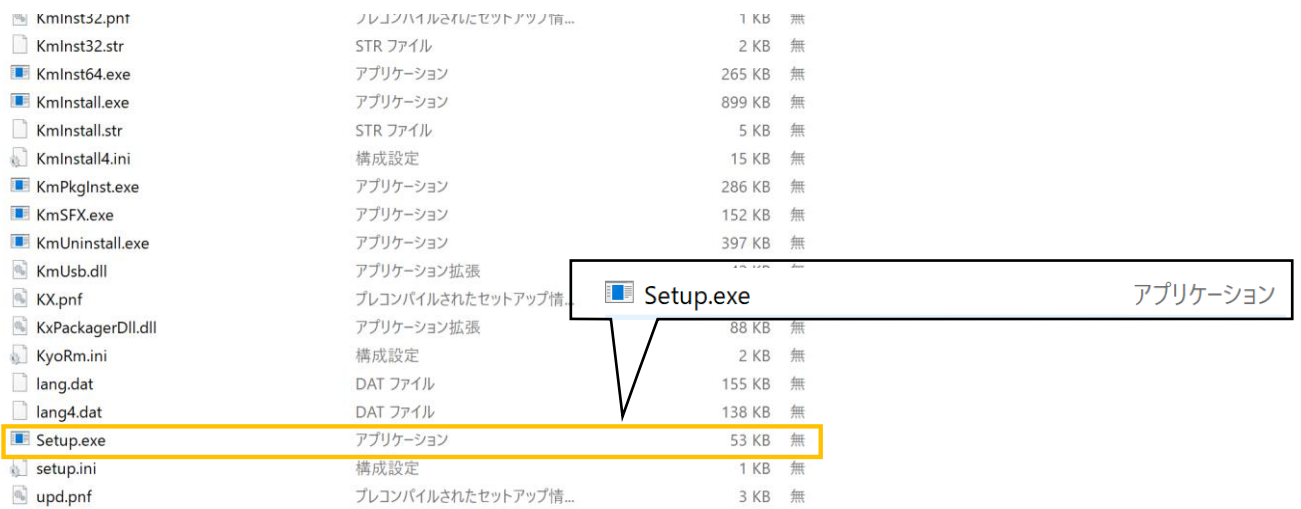 KmInst32.pnf プレコンパイルされたセットアップ情... 1 KB 無
KmInst32.str STR ファイル 2 KB 無
KmInst64.exe アプリケーション 265 KB 無
KmInstall.exe アプリケーション 899 KB 無
KmInstall.str STR ファイル 5 KB 無
KmInstall4.ini 構成設定 15 KB 無
KmPkgInst.exe アプリケーション 286 KB 無
KmSFX.exe アプリケーション 152 KB 無
KmUninstall.exe アプリケーション 397 KB 無
KmUsb.dll アプリケーション拡張
KX.pnf プレコンパイルされたセットアップ情
Setup.exe アプリケーション
KxPackagerDll.dll アプリケーション拡張 88 KB 無
KyoRm.ini 構成設定 2 KB 無
lang.dat DAT ファイル 155 KB 無
lang4.dat DAT ファイル 138 KB 無
Setup.exe アプリケーション 53 KB 無
setup.ini 構成設定 1 KB 無
upd.pnf プレコンパイルされたセットアップ情... 3 KB 無